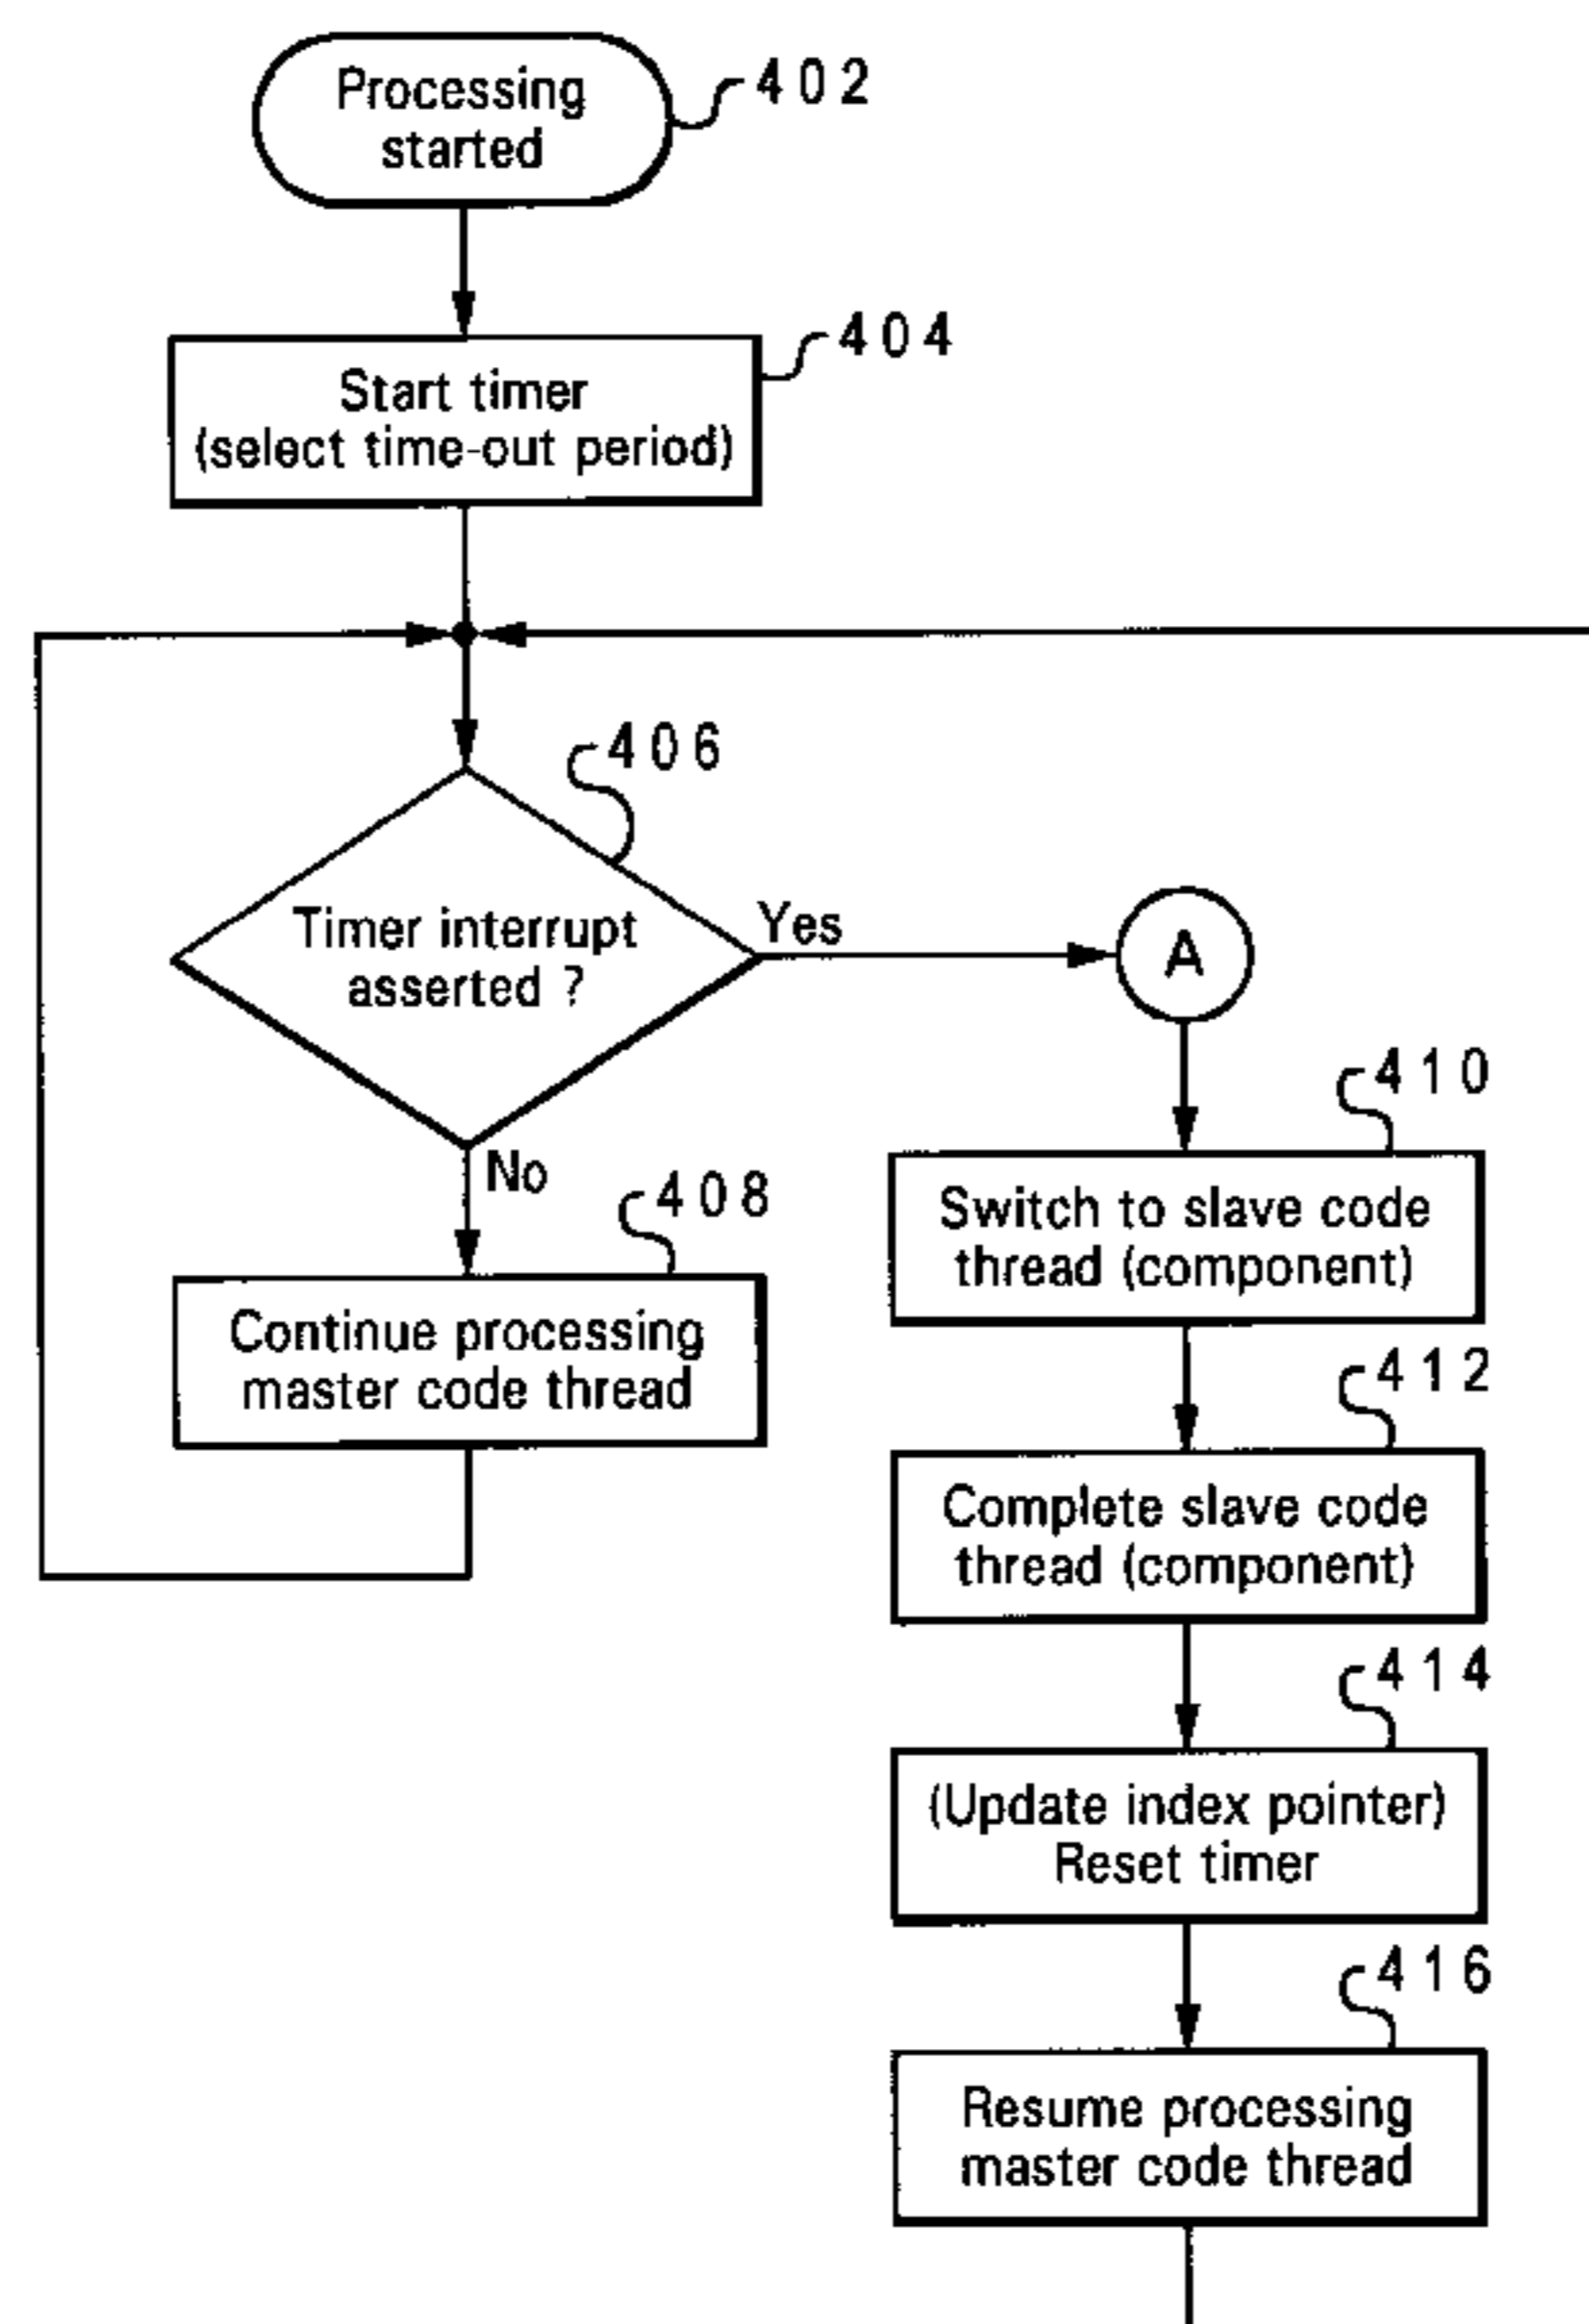 Processing
started
402
Start timer
(select time-out period)
404
406
Timer interrupt
asserted ?
Yes
A
No
408
Continue processing
master code thread
410
Switch to slave code
thread (component)
412
Complete slave code
thread (component)
414
(Update index pointer)
Reset timer
416
Resume processing
master code thread